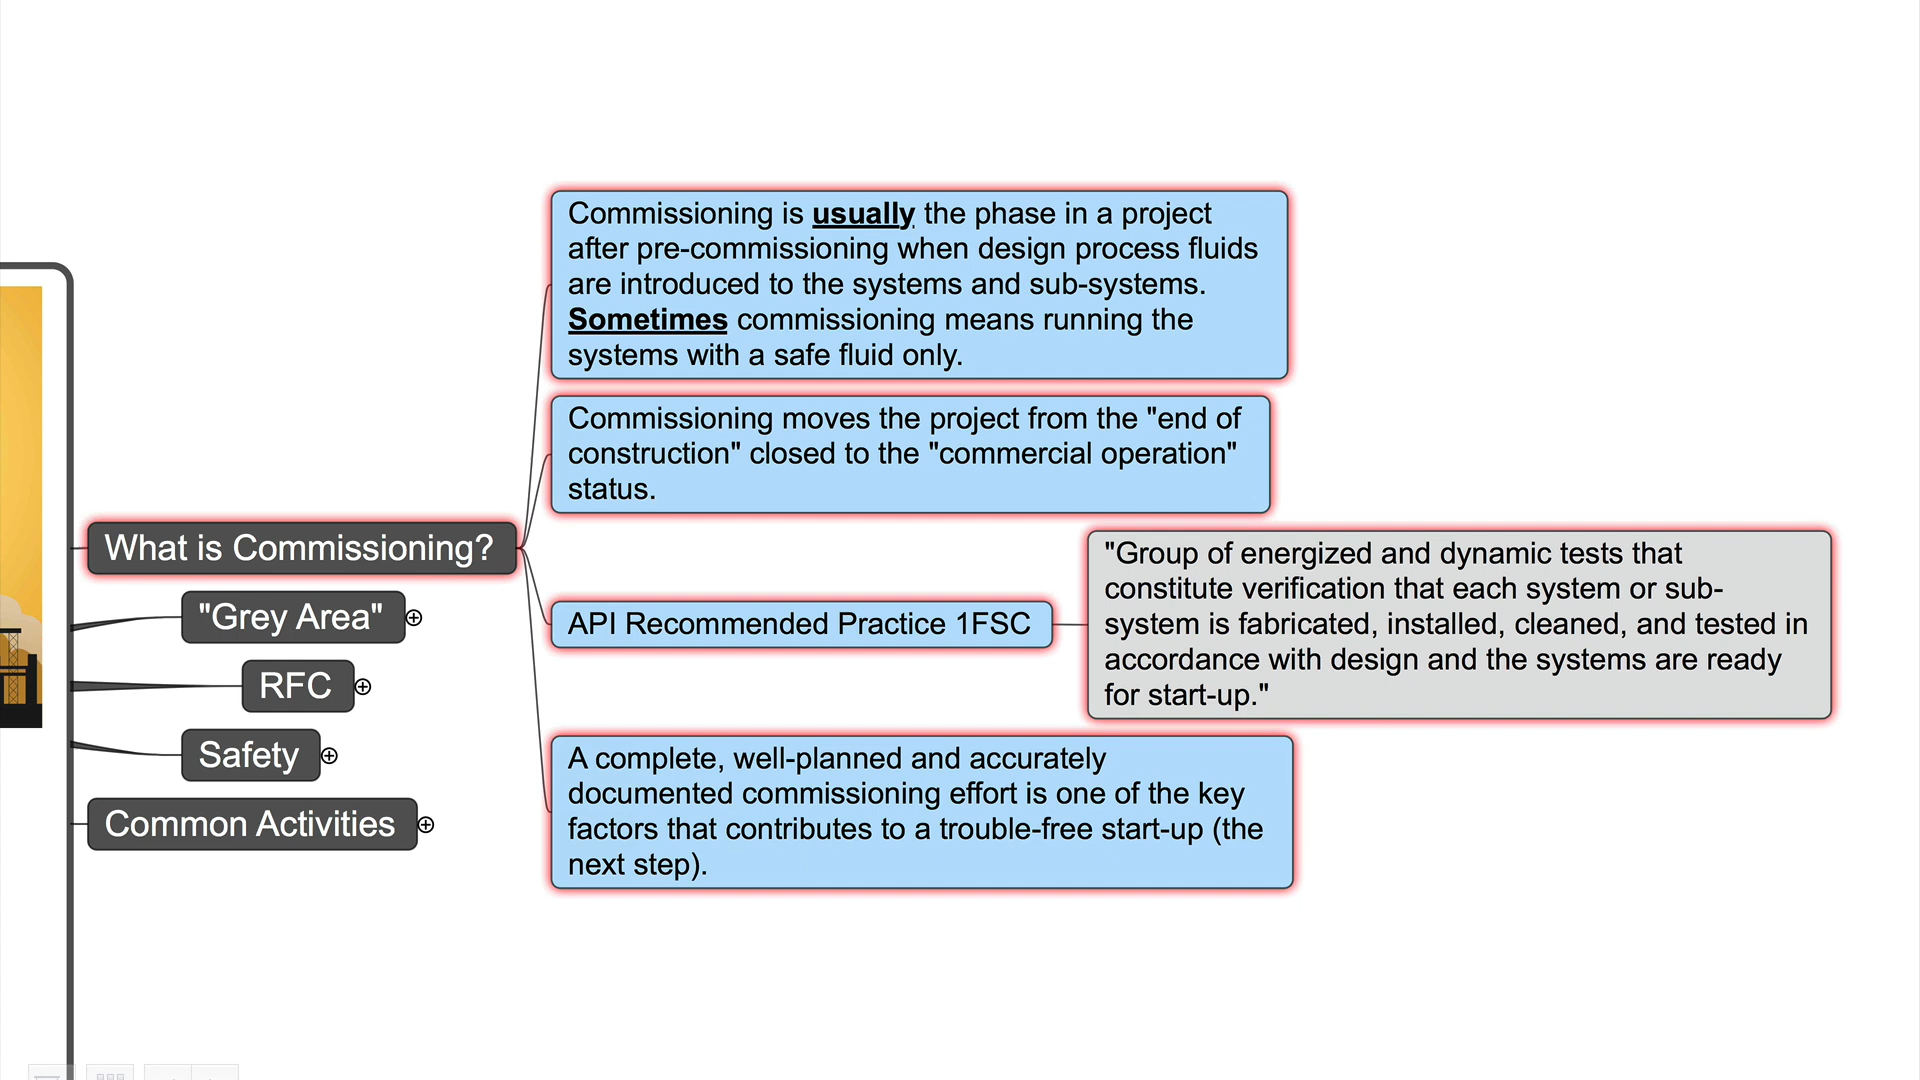 Commissioning is usually the phase in a project
after pre-commissioning when design process fluids
are introduced to the systems and sub-systems.
Sometimes commissioning means running the
systems with a safe fluid only.
Commissioning moves the project from the "end of
construction" closed to the "commercial operation"
status.
What is Commissioning?
"Group of energized and dynamic tests that
constitute verification that each system or sub-
system is fabricated, installed, cleaned, and tested in
accordance with design and the systems are ready
for start-up."
API Recommended Practice 1FSC
"Grey Area"
RFC
Safety
Common Activities
A complete, well-planned and accurately
documented commissioning effort is one of the key
factors that contributes to a trouble-free start-up (the
next step).